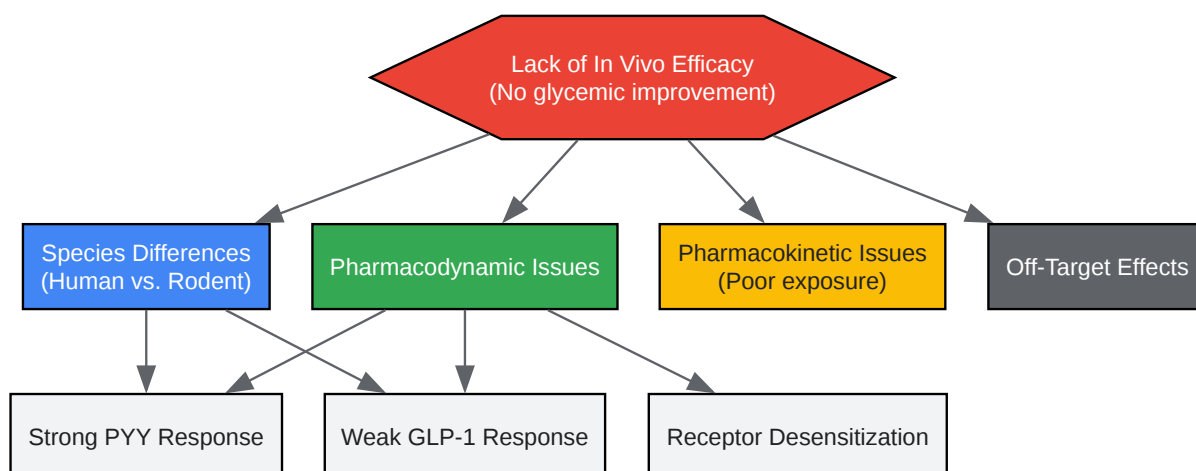 Lack of In Vivo Efficacy
(No glycemic improvement)
Species Differences
(Human vs. Rodent)
Pharmacodynamic Issues
Pharmacokinetic Issues
(Poor exposure)
Off-Target Effects
Strong PYY Response
Weak GLP-1 Response
Receptor Desensitization